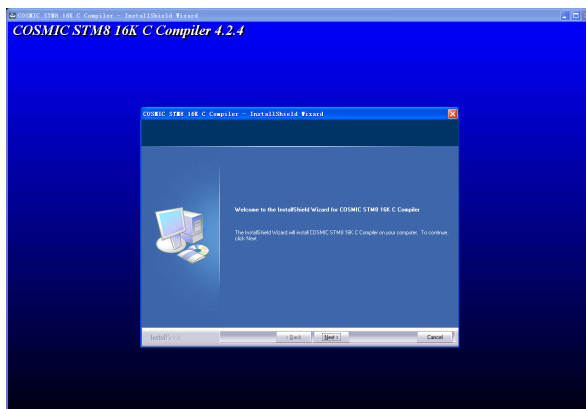 COSMIC STM8 16K C Compiler - InstallShield Wizard
COSMIC STM8 16K C Compiler 4.2.4
COSMIC STM8 16K C Compiler - InstallShield Wizard
Welcome to the InstallShield Wizard for COSMIC STM8 16K C Compiler
The InstallShield Wizard will install COSMIC STM8 16K C Compiler on your computer. To continue,
click Next.
InstallShield
< Back
Next >
Cancel